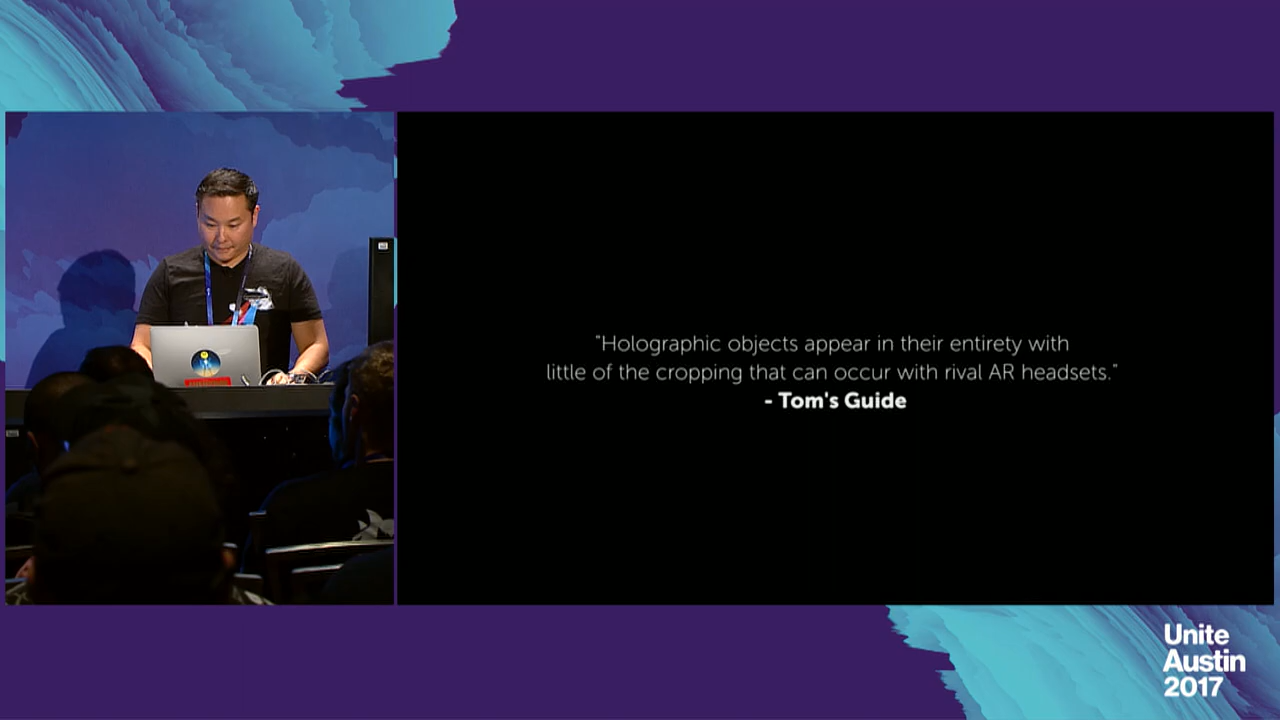 "Holographic objects appear in their entirety with
little of the cropping that can occur with rival AR headsets."
- Tom's Guide
Unite
Austin
2017